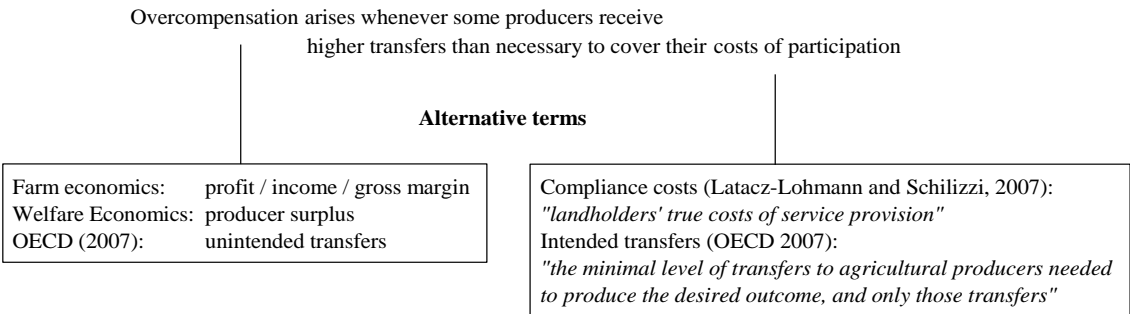 Overcompensation arises whenever some producers receive
higher transfers than necessary to cover their costs of participation
Alternative terms
Farm economics: profit / income / gross margin
Welfare Economics: producer surplus
OECD (2007): unintended transfers
Compliance costs (Latacz-Lohmann and Schilizzi, 2007):
"landholders' true costs of service provision"
Intended transfers (OECD 2007):
"the minimal level of transfers to agricultural producers needed
to produce the desired outcome, and only those transfers"